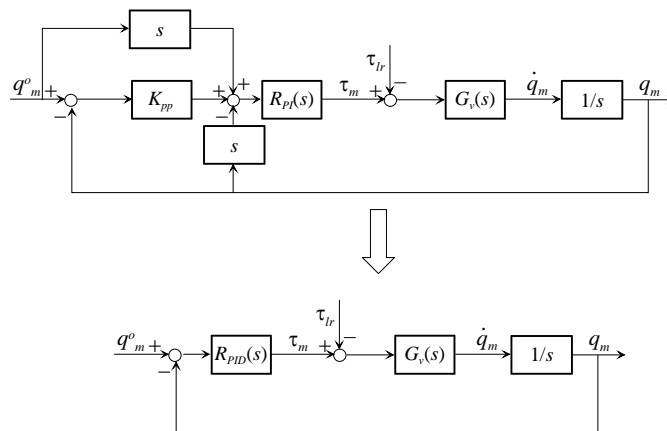 s
τ_lr
q^o_m + K_pp + + R_PI(s) τ_m + − G_v(s) q̇_m 1/s q_m
− −
s
τ_lr
q^o_m + R_PID(s) τ_m + − G_v(s) q̇_m 1/s q_m
−